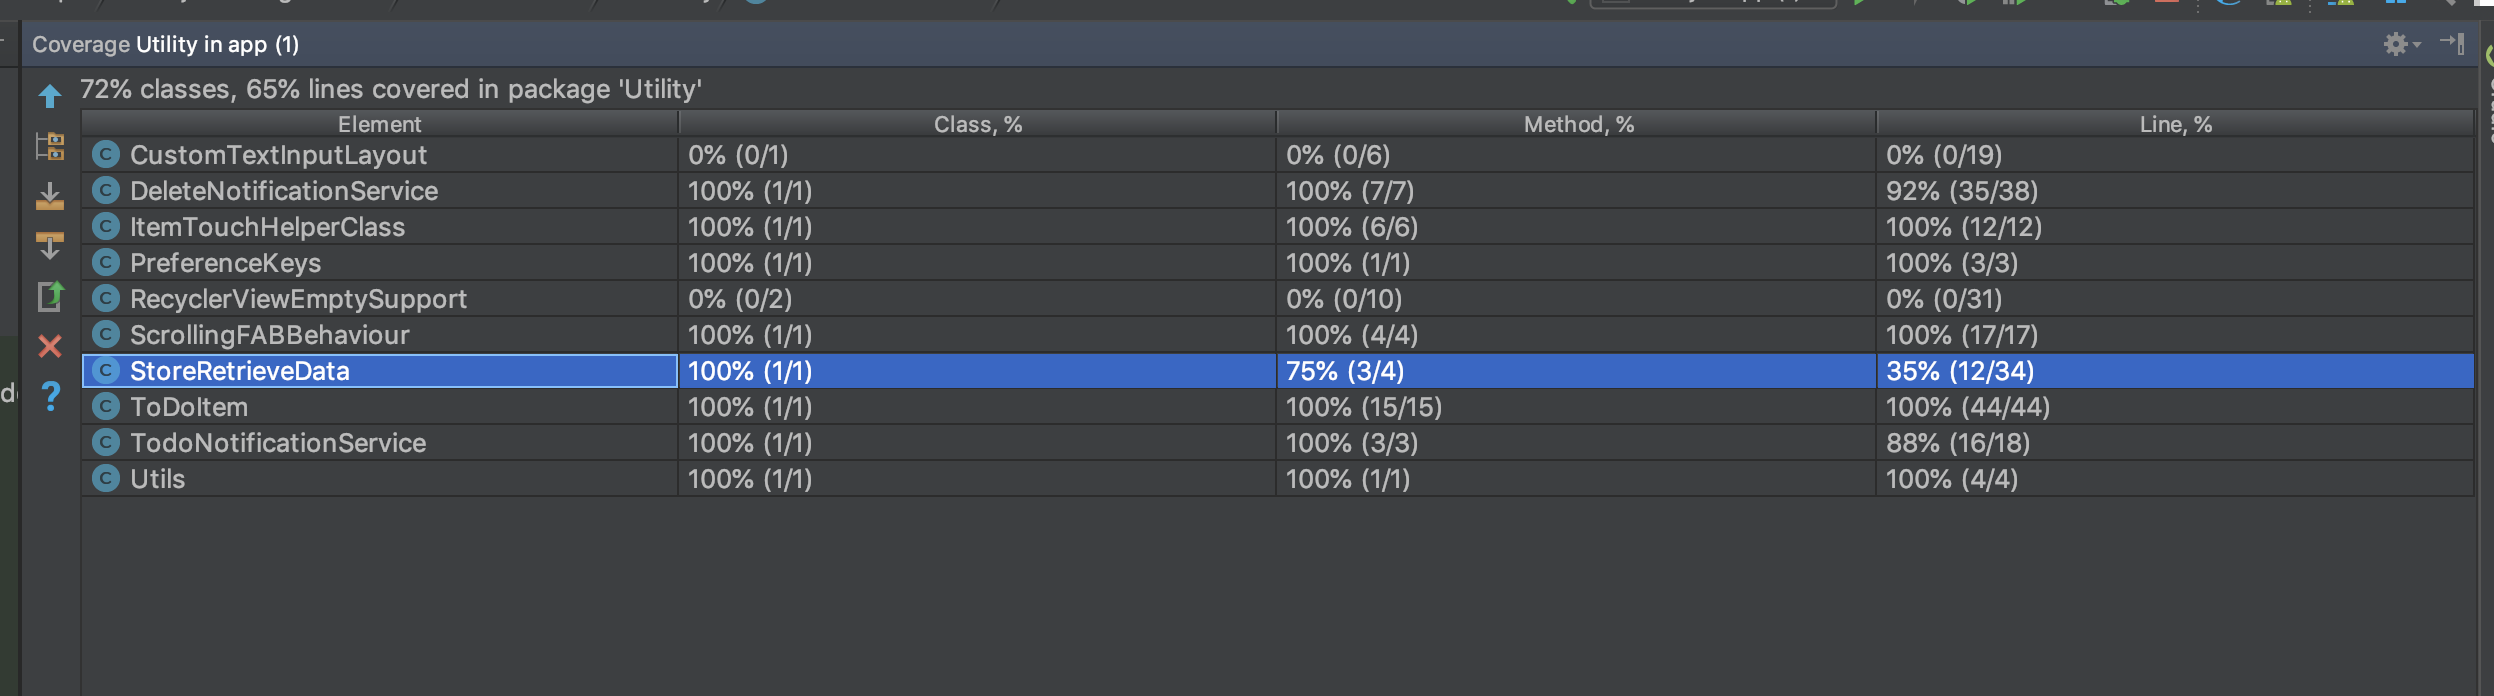 Coverage Utility in app (1)
72% classes, 65% lines covered in package 'Utility'
Element Class, % Method, % Line, %
C CustomTextInputLayout 0% (0/1) 0% (0/6) 0% (0/19)
C DeleteNotificationService 100% (1/1) 100% (7/7) 92% (35/38)
C ItemTouchHelperClass 100% (1/1) 100% (6/6) 100% (12/12)
C PreferenceKeys 100% (1/1) 100% (1/1) 100% (3/3)
C RecyclerViewEmptySupport 0% (0/2) 0% (0/10) 0% (0/31)
C ScrollingFABBehaviour 100% (1/1) 100% (4/4) 100% (17/17)
C StoreRetrieveData 100% (1/1) 75% (3/4) 35% (12/34)
C ToDoItem 100% (1/1) 100% (15/15) 100% (44/44)
C TodoNotificationService 100% (1/1) 100% (3/3) 88% (16/18)
C Utils 100% (1/1) 100% (1/1) 100% (4/4)